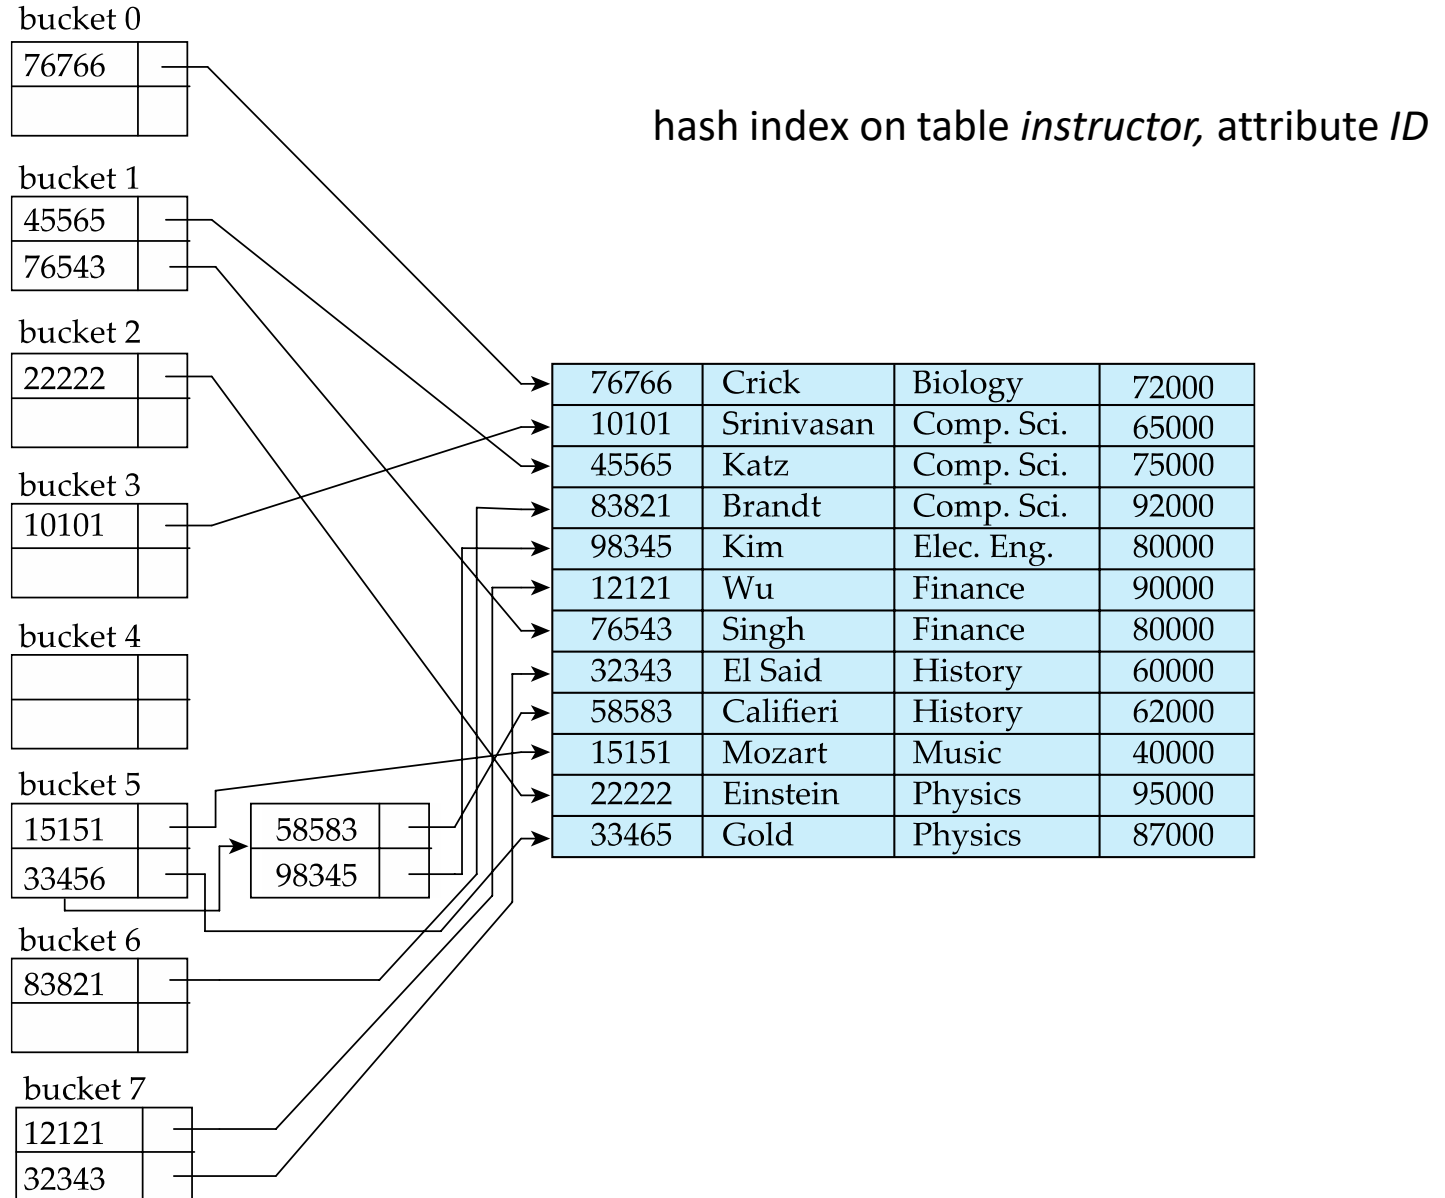 bucket 0
76766
hash index on table instructor, attribute ID
bucket 1
45565
76543
bucket 2
22222
bucket 3
10101
bucket 4
bucket 5
15151
33456
58583
98345
bucket 6
83821
bucket 7
12121
32343
76766 Crick Biology 72000
10101 Srinivasan Comp. Sci. 65000
45565 Katz Comp. Sci. 75000
83821 Brandt Comp. Sci. 92000
98345 Kim Elec. Eng. 80000
12121 Wu Finance 90000
76543 Singh Finance 80000
32343 El Said History 60000
58583 Califieri History 62000
15151 Mozart Music 40000
22222 Einstein Physics 95000
33465 Gold Physics 87000